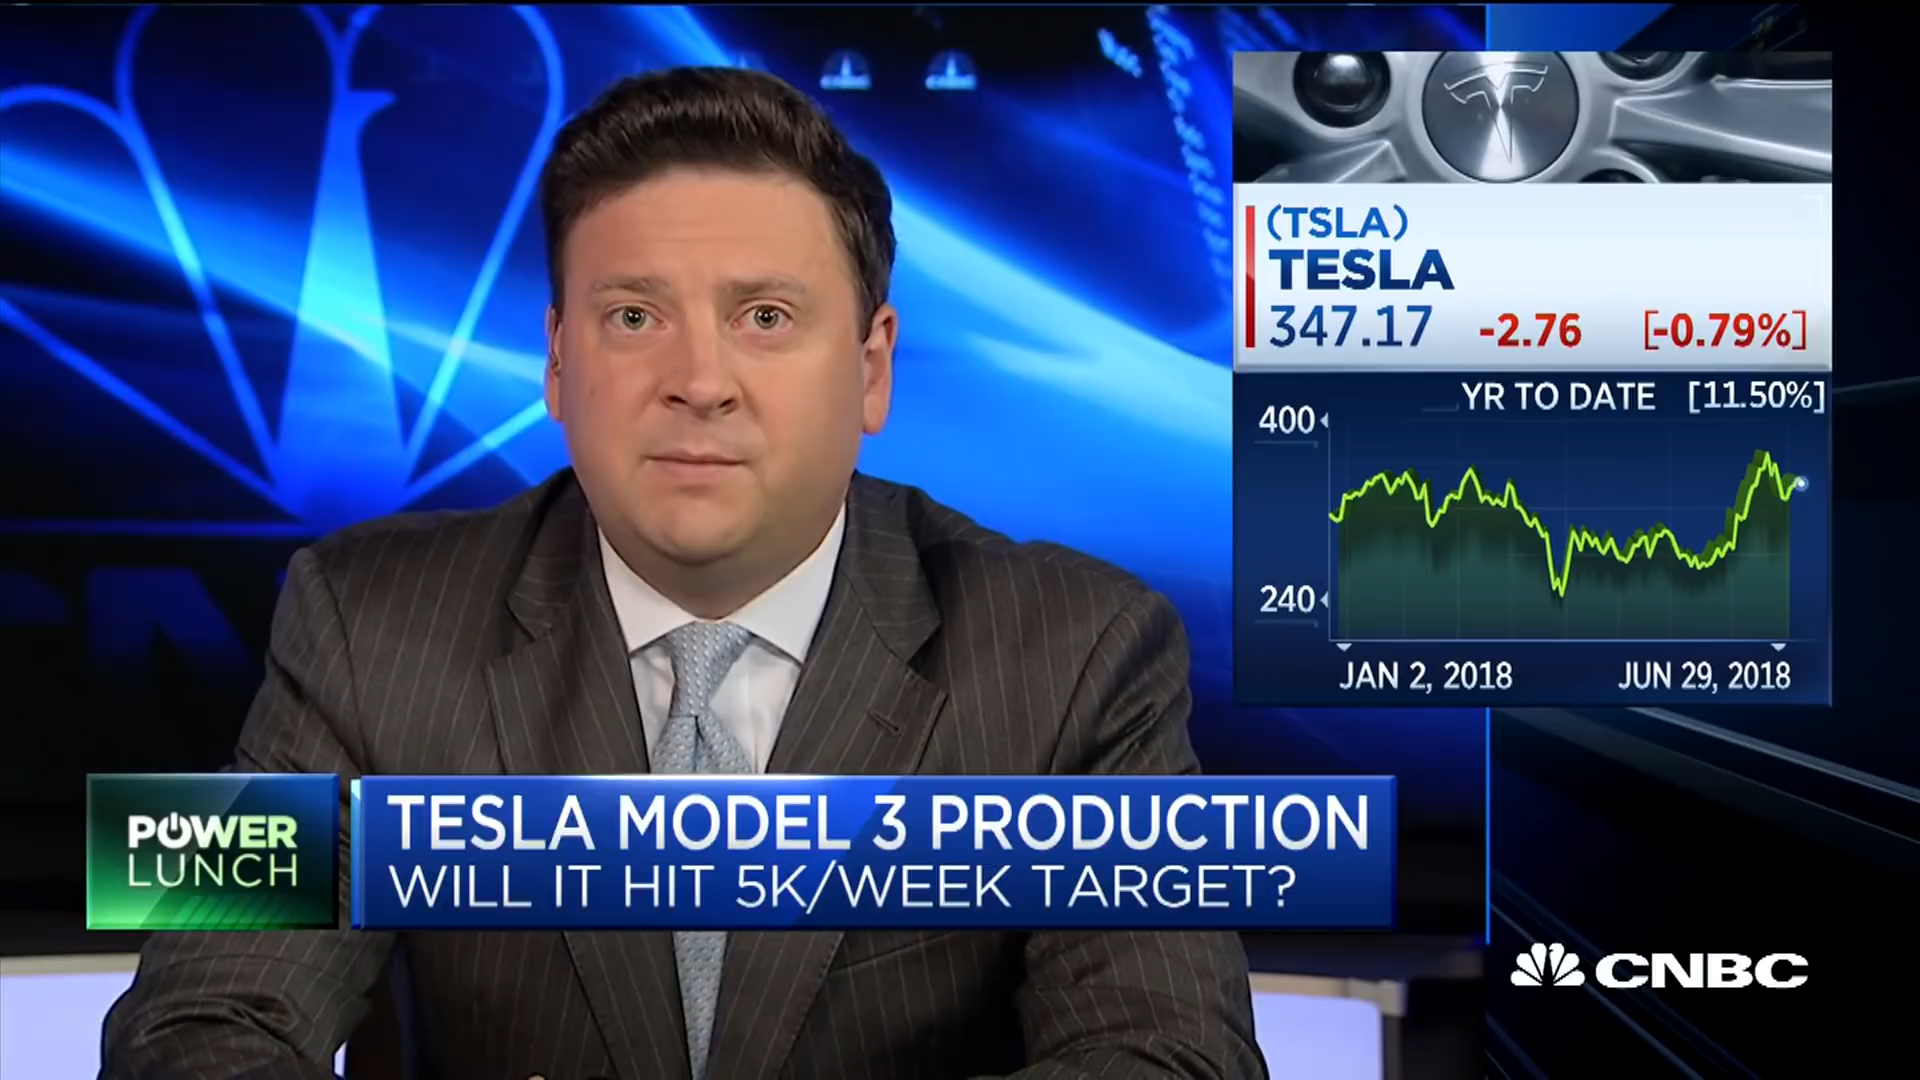 (TSLA)
TESLA
347.17 -2.76 [-0.79%]
YR TO DATE [11.50%]
400
240
JAN 2, 2018 JUN 29, 2018
POWER
LUNCH
TESLA MODEL 3 PRODUCTION
WILL IT HIT 5K/WEEK TARGET?
CNBC